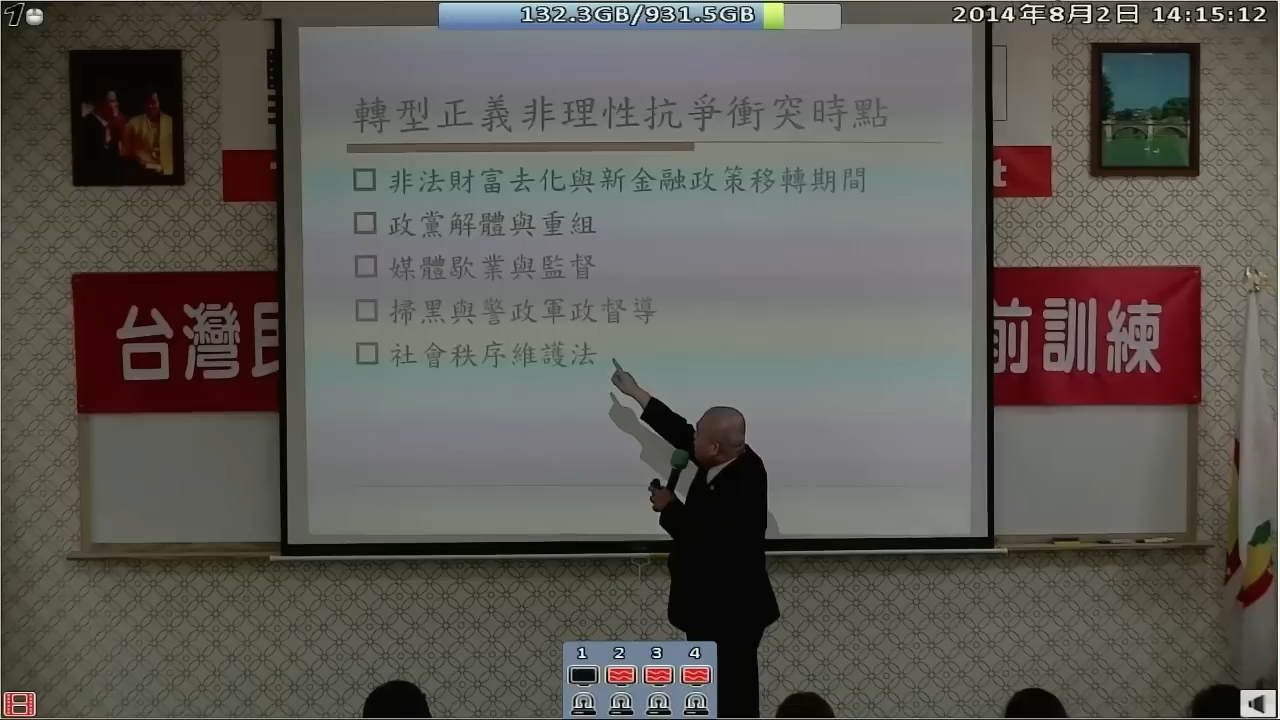 132.3GB/931.5GB
2014年8月2日 14:15:12
轉型正義非理性抗爭衝突時點
非法財富去化與新金融政策移轉期間
政黨解體與重組
媒體歇業與監督
掃黑與警政軍政督導
社會秩序維護法
t
台灣
前訓練
1 2 3 4